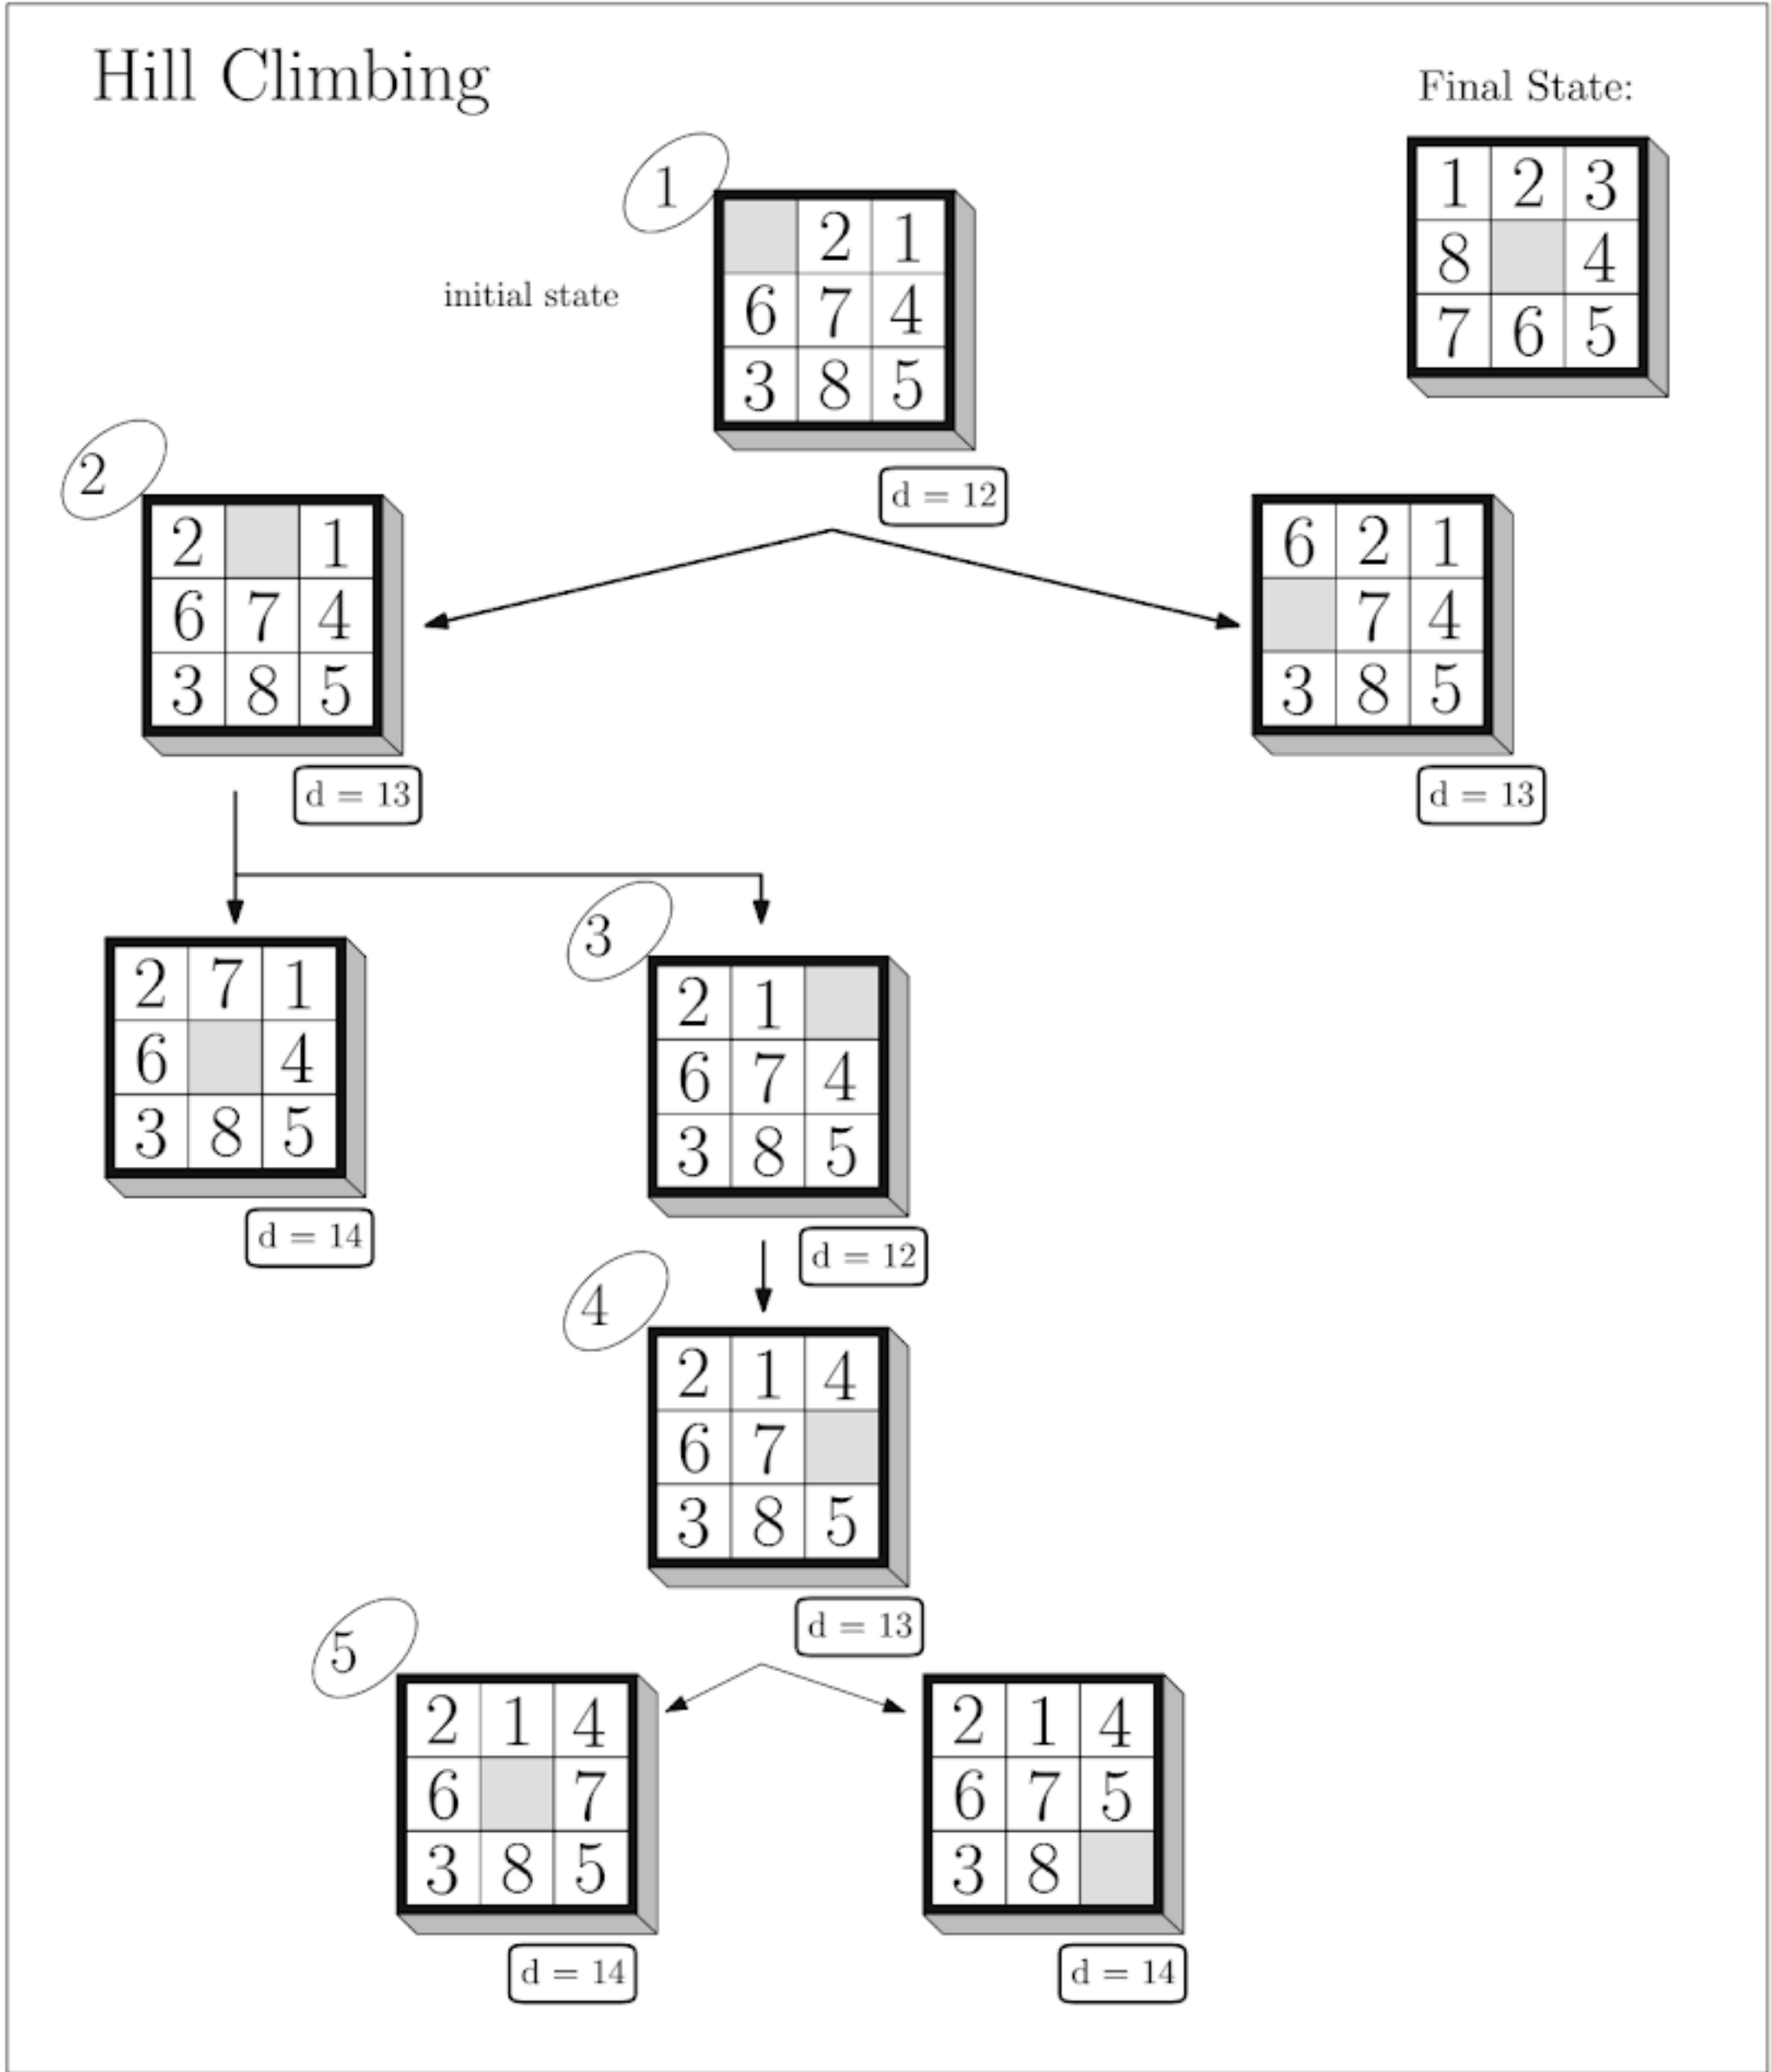 Hill Climbing
Final State:
1 2 3
8 4
7 6 5
1
2 1
6 7 4
3 8 5
initial state
d = 12
2
2 1
6 7 4
3 8 5
d = 13
6 2 1
7 4
3 8 5
d = 13
2 7 1
6 4
3 8 5
d = 14
3
2 1
6 7 4
3 8 5
d = 12
4
2 1 4
6 7
3 8 5
d = 13
5
2 1 4
6 7
3 8 5
d = 14
2 1 4
6 7 5
3 8
d = 14